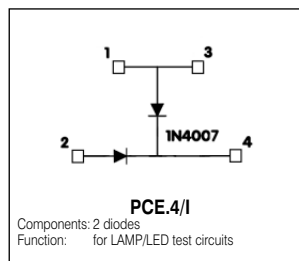 1 3
1N4007
2 4
PCE.4/I
Components: 2 diodes
Function: for LAMP/LED test circuits